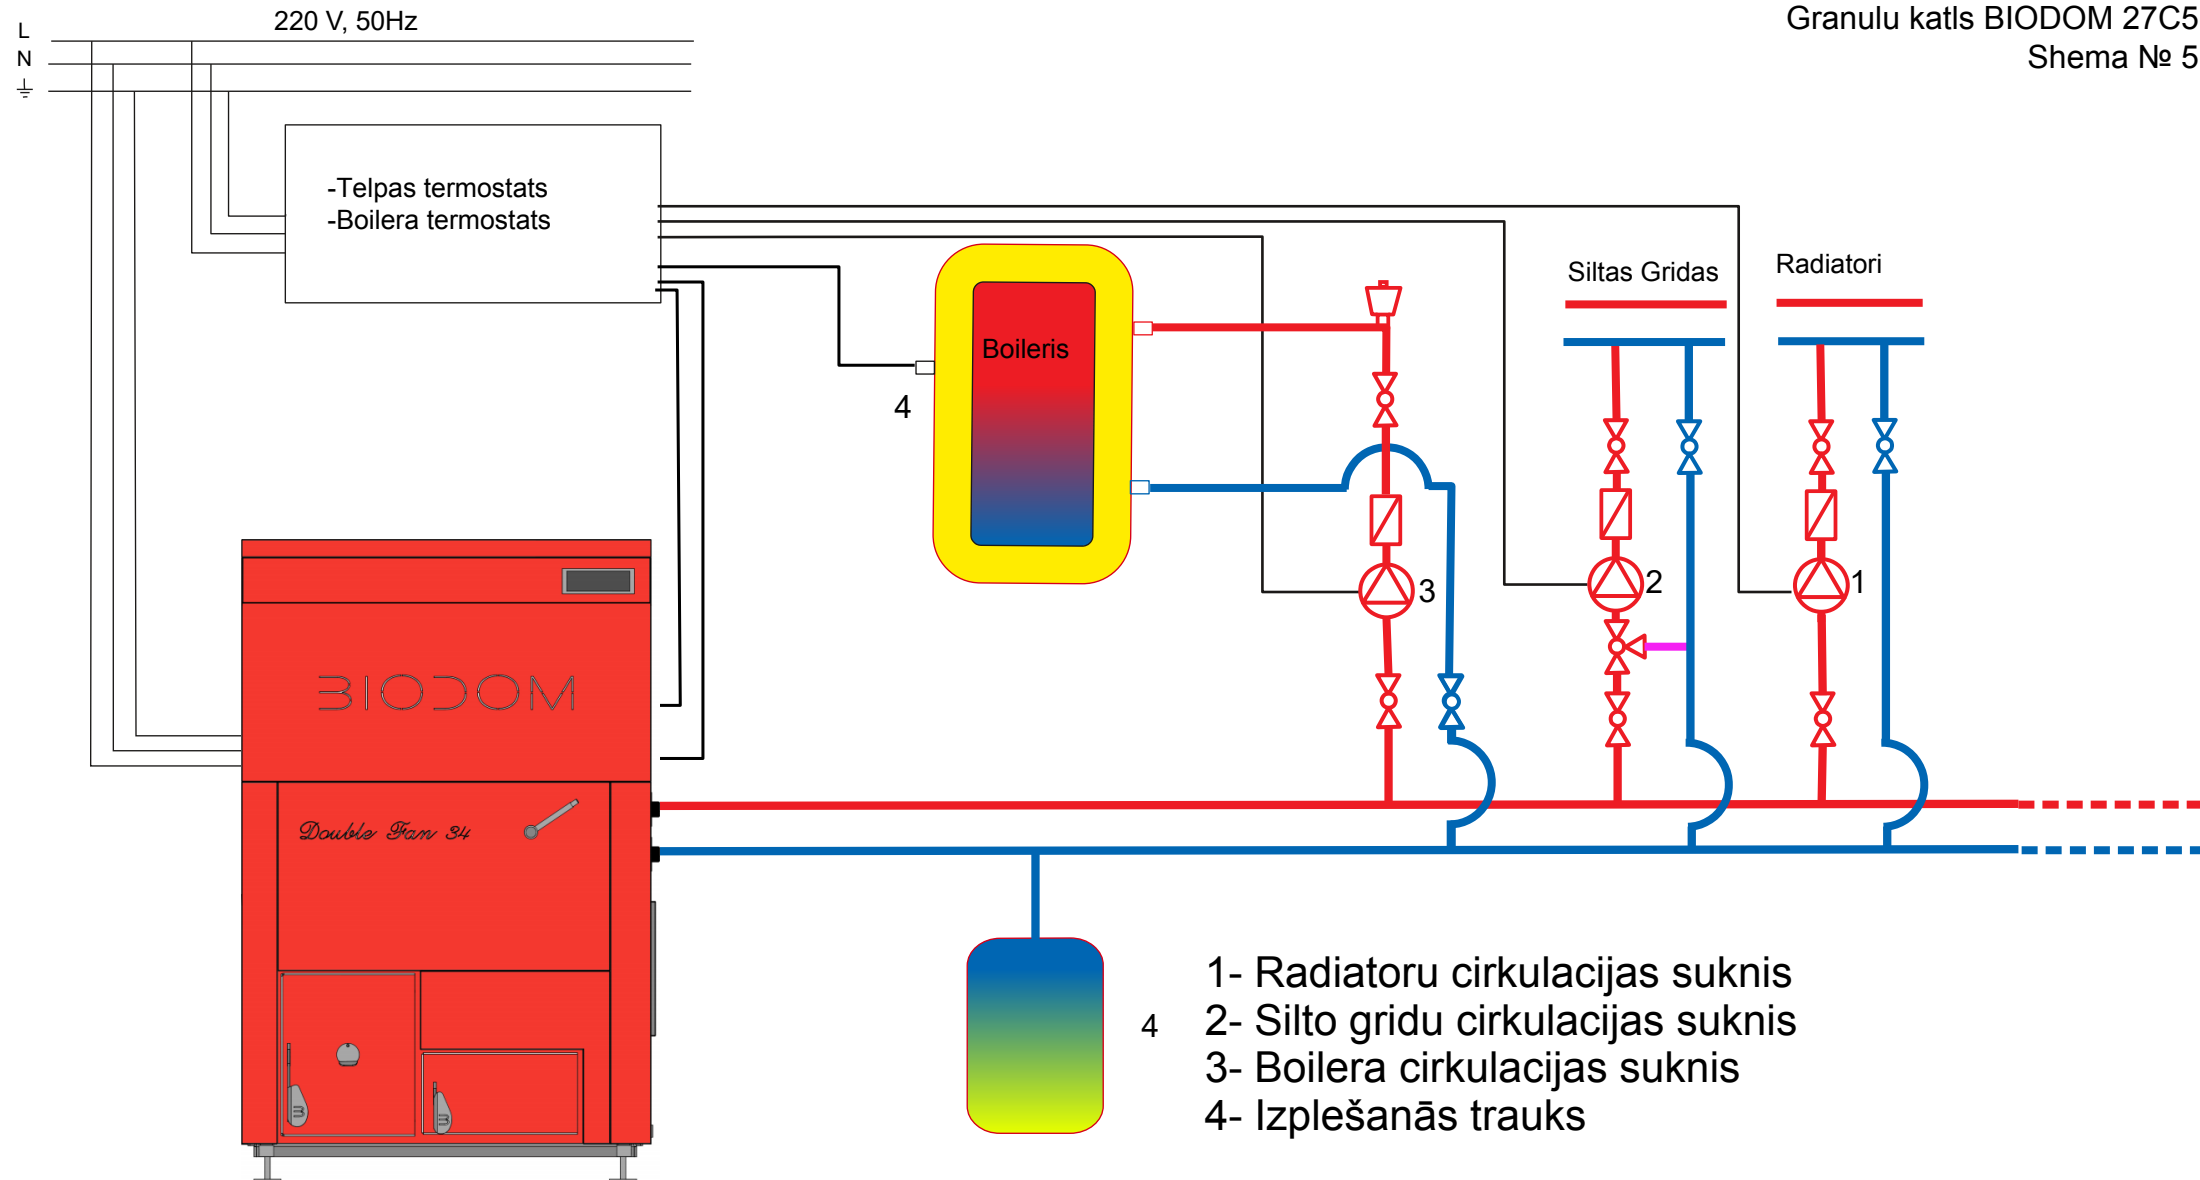 220 V, 50Hz
L
N
Granulu katls BIODOM 27C5
Shema № 5
-Telpas termostats
-Boilera termostats
Siltas Gridas
Radiatori
Boileris
4
3
2
1
BIODOM
Double Fan 34
4
1- Radiatoru cirkulacijas suknis
2- Silto gridu cirkulacijas suknis
3- Boilera cirkulacijas suknis
4- Izplešanās trauks